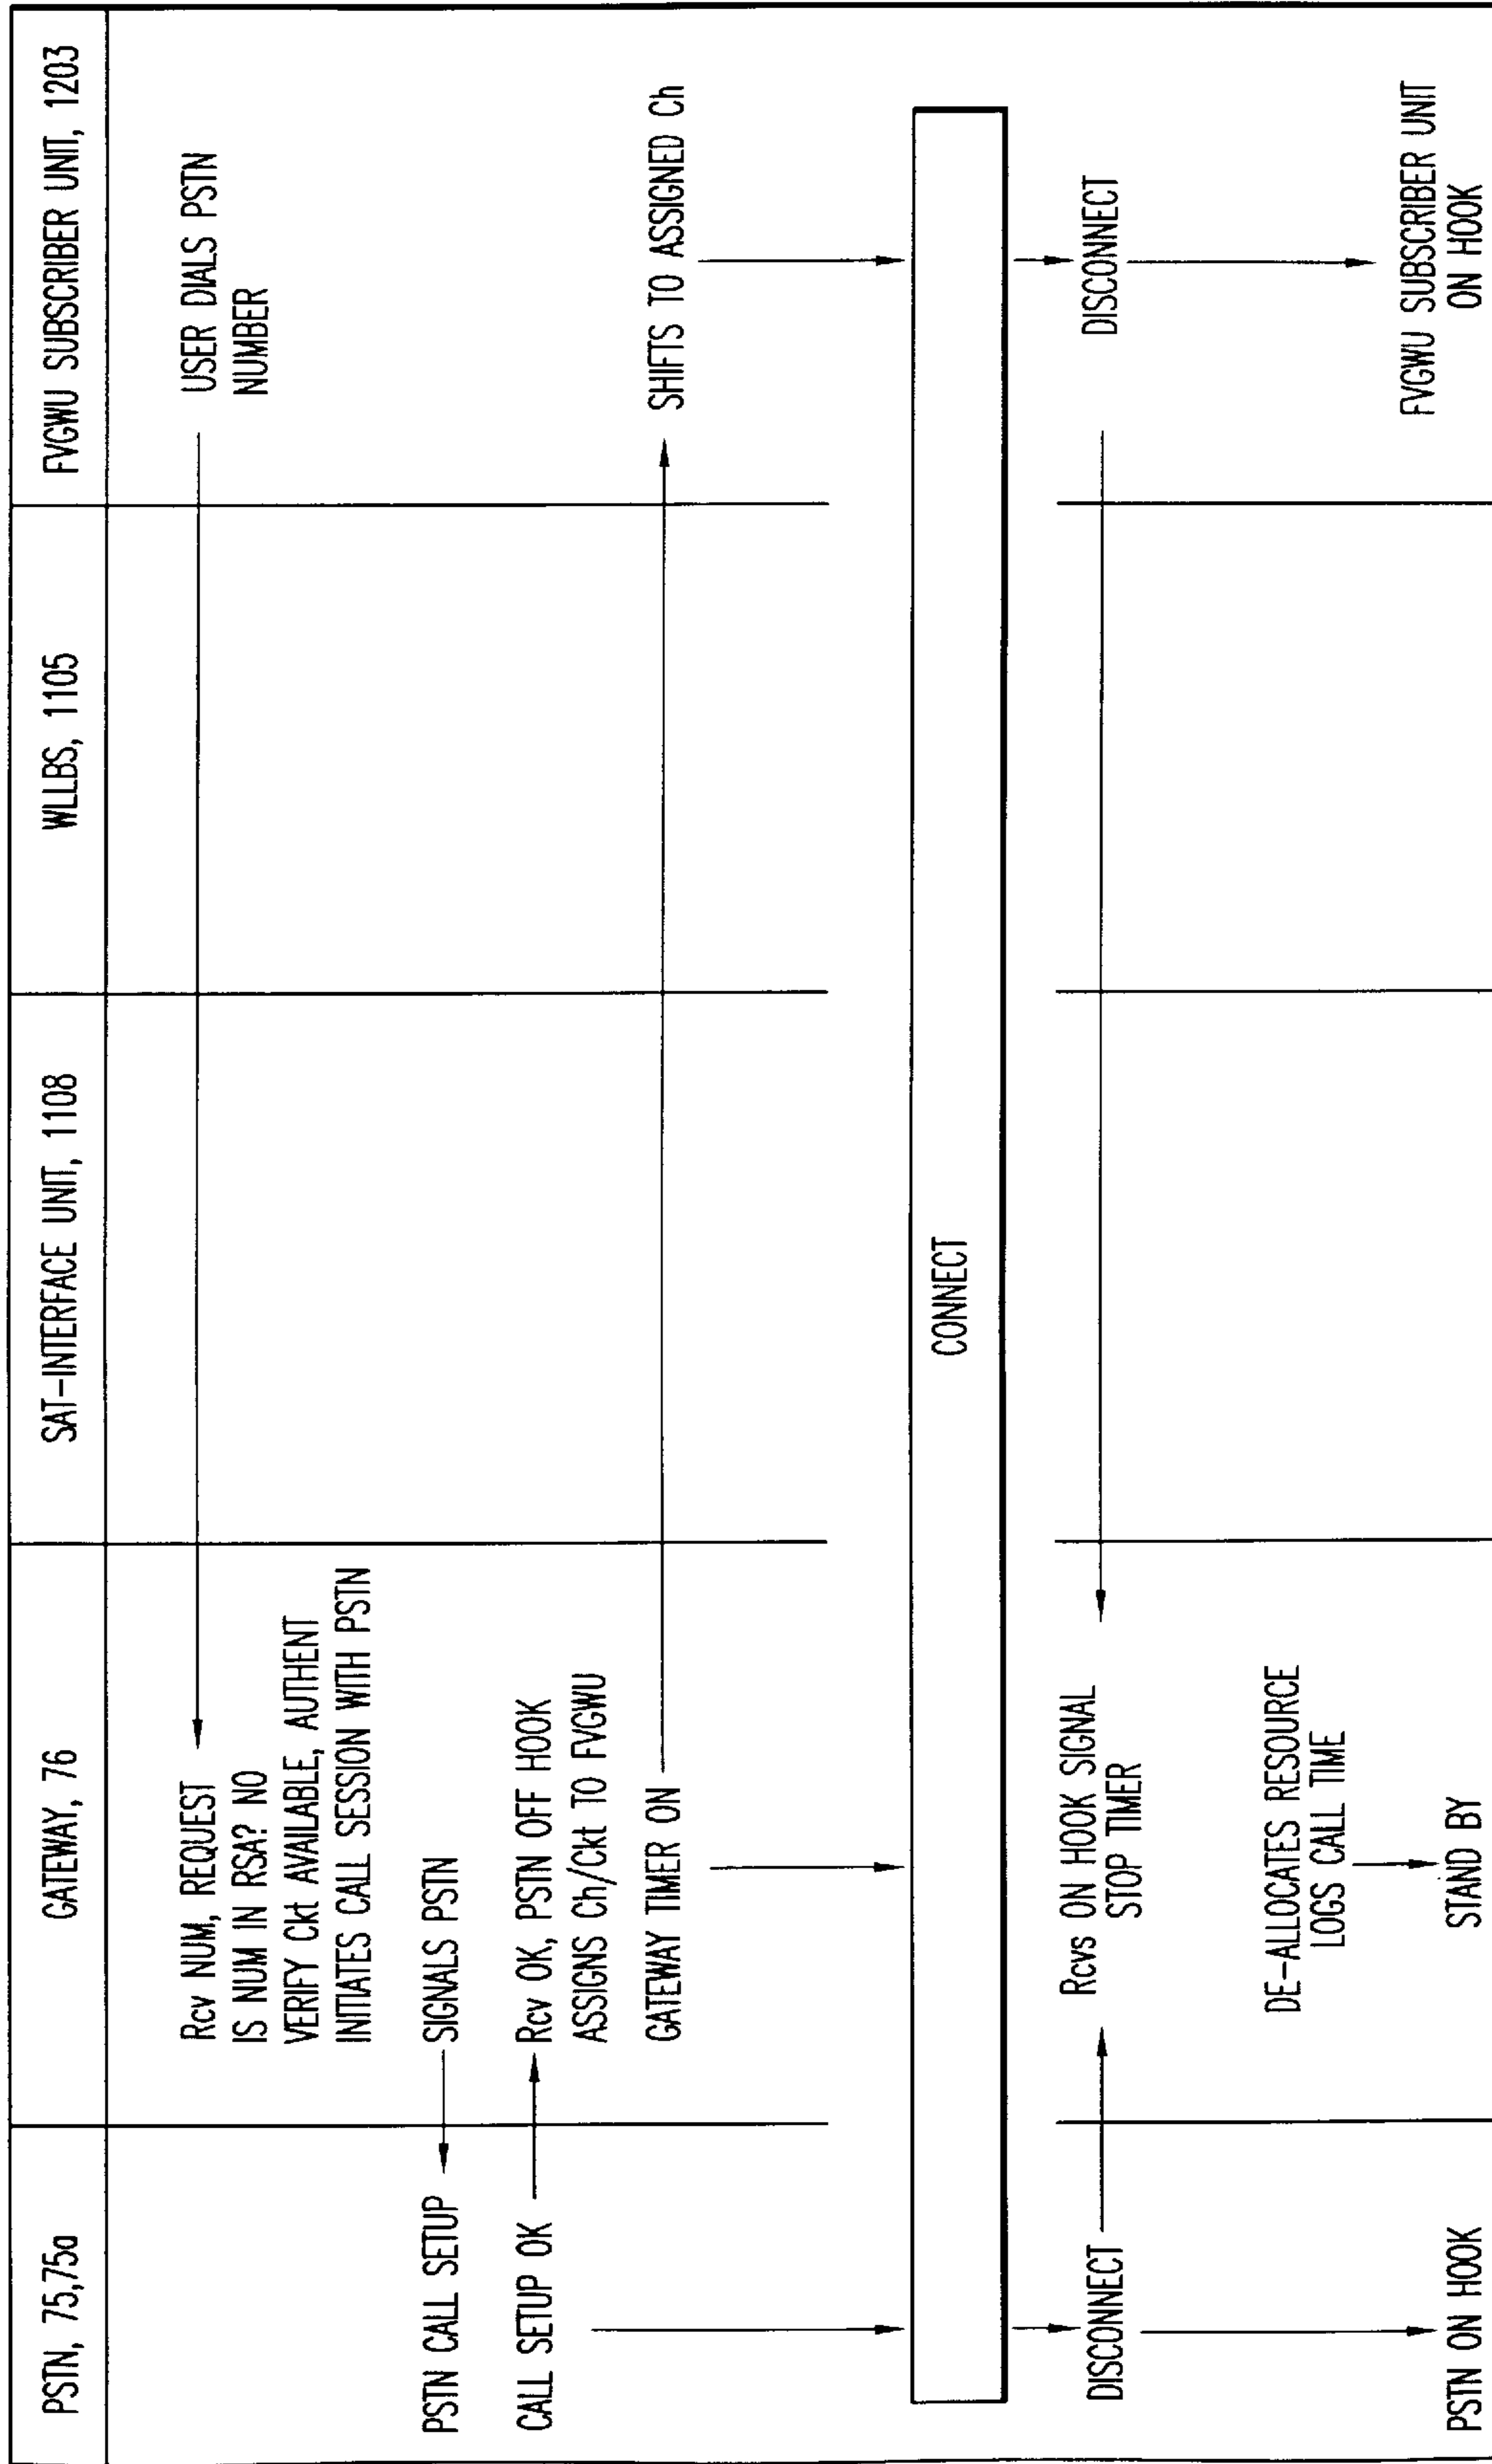 PSTN, 75,75a
GATEWAY, 76
SAT-INTERFACE UNIT, 1108
WLLBS, 1105
FVGWU SUBSCRIBER UNIT, 1203
Rcv NUM, REQUEST
IS NUM IN RSA? NO
VERIFY Ckt AVAILABLE, AUTHENT
INITIATES CALL SESSION WITH PSTN
USER DIALS PSTN
NUMBER
PSTN CALL SETUP
SIGNALS PSTN
CALL SETUP OK
Rcv OK, PSTN OFF HOOK
ASSIGNS Ch/Ckt TO FVGWU
GATEWAY TIMER ON
SHIFTS TO ASSIGNED Ch
CONNECT
DISCONNECT
Rcvs ON HOOK SIGNAL
STOP TIMER
DISCONNECT
DE-ALLOCATES RESOURCE
LOGS CALL TIME
PSTN ON HOOK
STAND BY
FVGWU SUBSCRIBER UNIT
ON HOOK